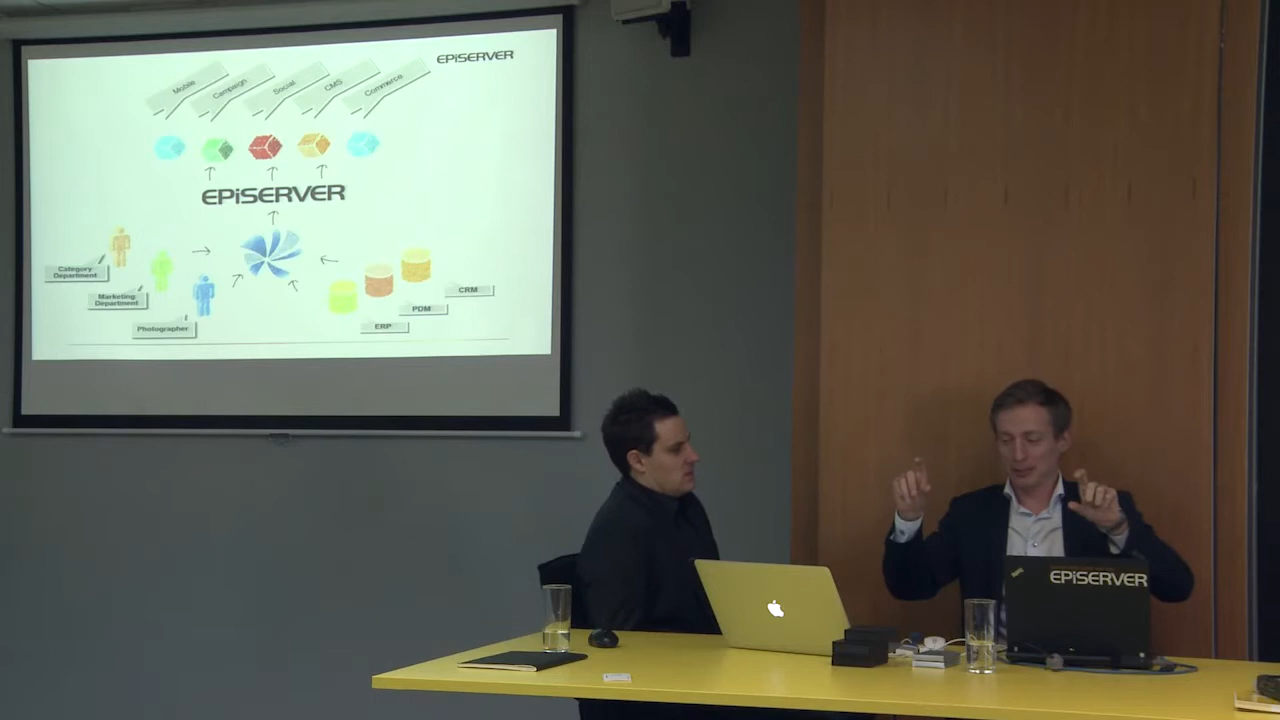 EPiSERVER
Mobile
Campaign
Social
CMS
Commerce
EPiSERVER
Category
Department
Marketing
Department
Photographer
CRM
PDM
ERP
EPiSERVER